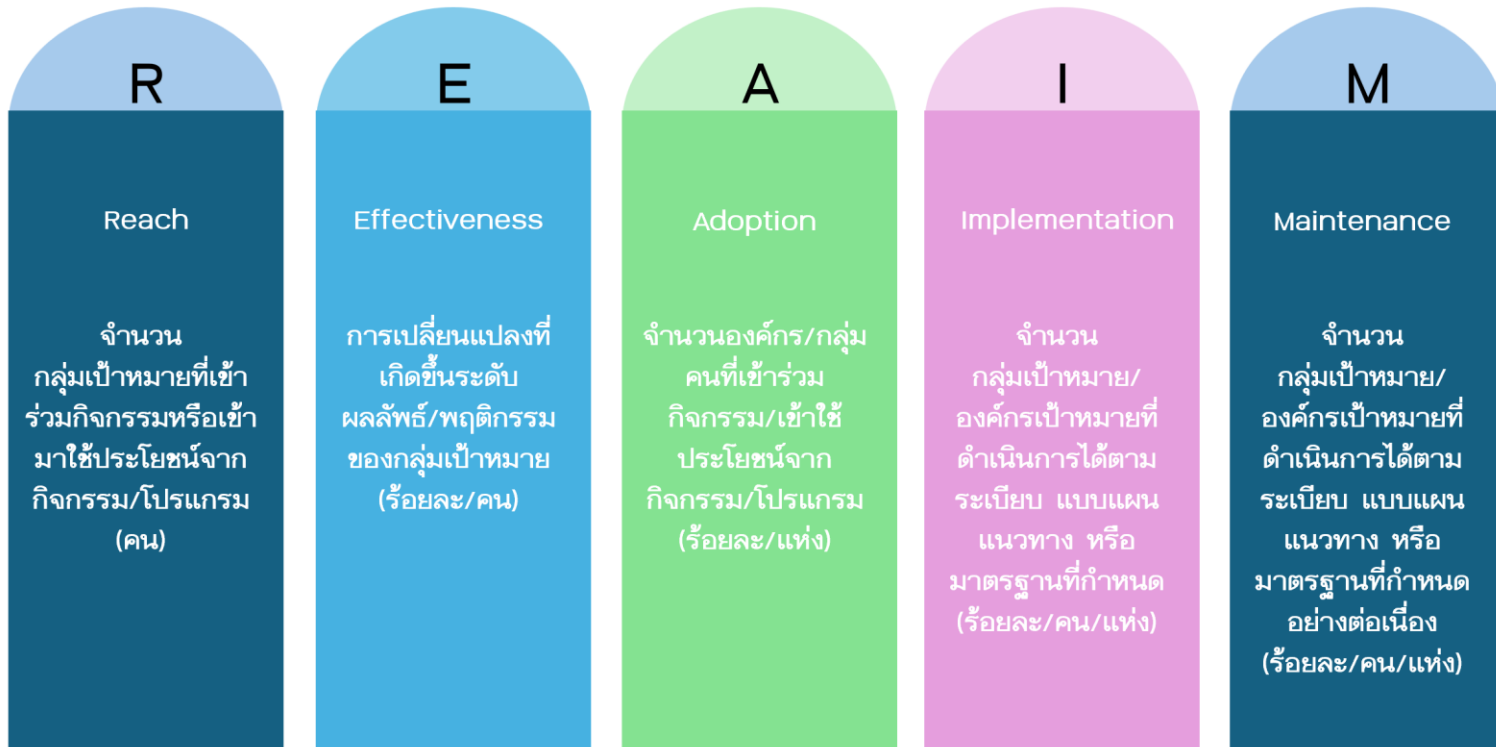 R
Reach
จำนวน
กลุ่มเป้าหมายที่เข้า
ร่วมกิจกรรมหรือเข้า
มาใช้ประโยชน์จาก
กิจกรรม/โปรแกรม
(คน)
E
Effectiveness
การเปลี่ยนแปลงที่
เกิดขึ้นระดับ
ผลลัพธ์/พฤติกรรม
ของกลุ่มเป้าหมาย
(ร้อยละ/คน)
A
Adoption
จำนวนองค์กร/กลุ่ม
คนที่เข้าร่วม
กิจกรรม/เข้าใช้
ประโยชน์จาก
กิจกรรม/โปรแกรม
(ร้อยละ/แห่ง)
I
Implementation
จำนวน
กลุ่มเป้าหมาย/
องค์กรเป้าหมายที่
ดำเนินการได้ตาม
ระเบียบ แบบแผน
แนวทาง หรือ
มาตรฐานที่กำหนด
(ร้อยละ/คน/แห่ง)
M
Maintenance
จำนวน
กลุ่มเป้าหมาย/
องค์กรเป้าหมายที่
ดำเนินการได้ตาม
ระเบียบ แบบแผน
แนวทาง หรือ
มาตรฐานที่กำหนด
อย่างต่อเนื่อง
(ร้อยละ/คน/แห่ง)